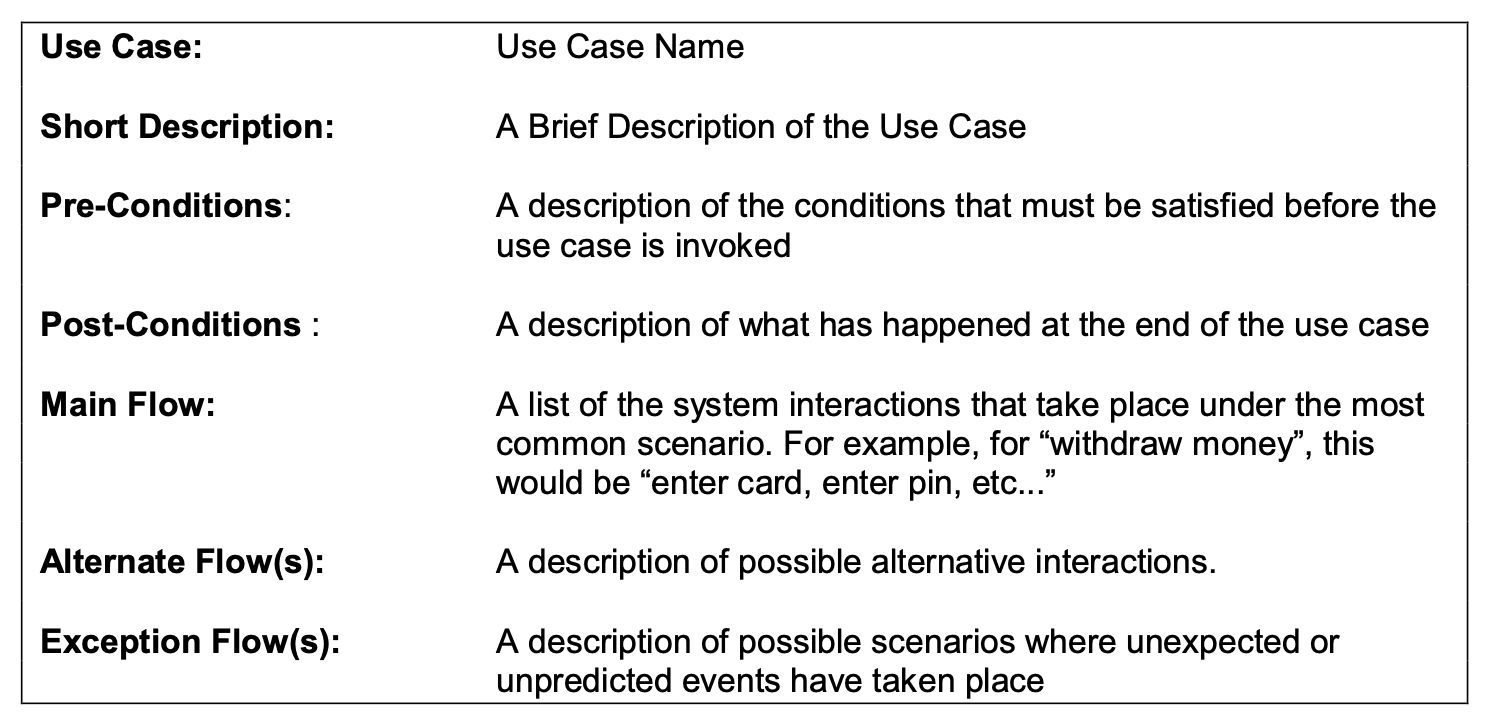 Use Case: Use Case Name
Short Description: A Brief Description of the Use Case
Pre-Conditions: A description of the conditions that must be satisfied before the
use case is invoked
Post-Conditions : A description of what has happened at the end of the use case
Main Flow: A list of the system interactions that take place under the most
common scenario. For example, for “withdraw money”, this
would be “enter card, enter pin, etc...”
Alternate Flow(s): A description of possible alternative interactions.
Exception Flow(s): A description of possible scenarios where unexpected or
unpredicted events have taken place